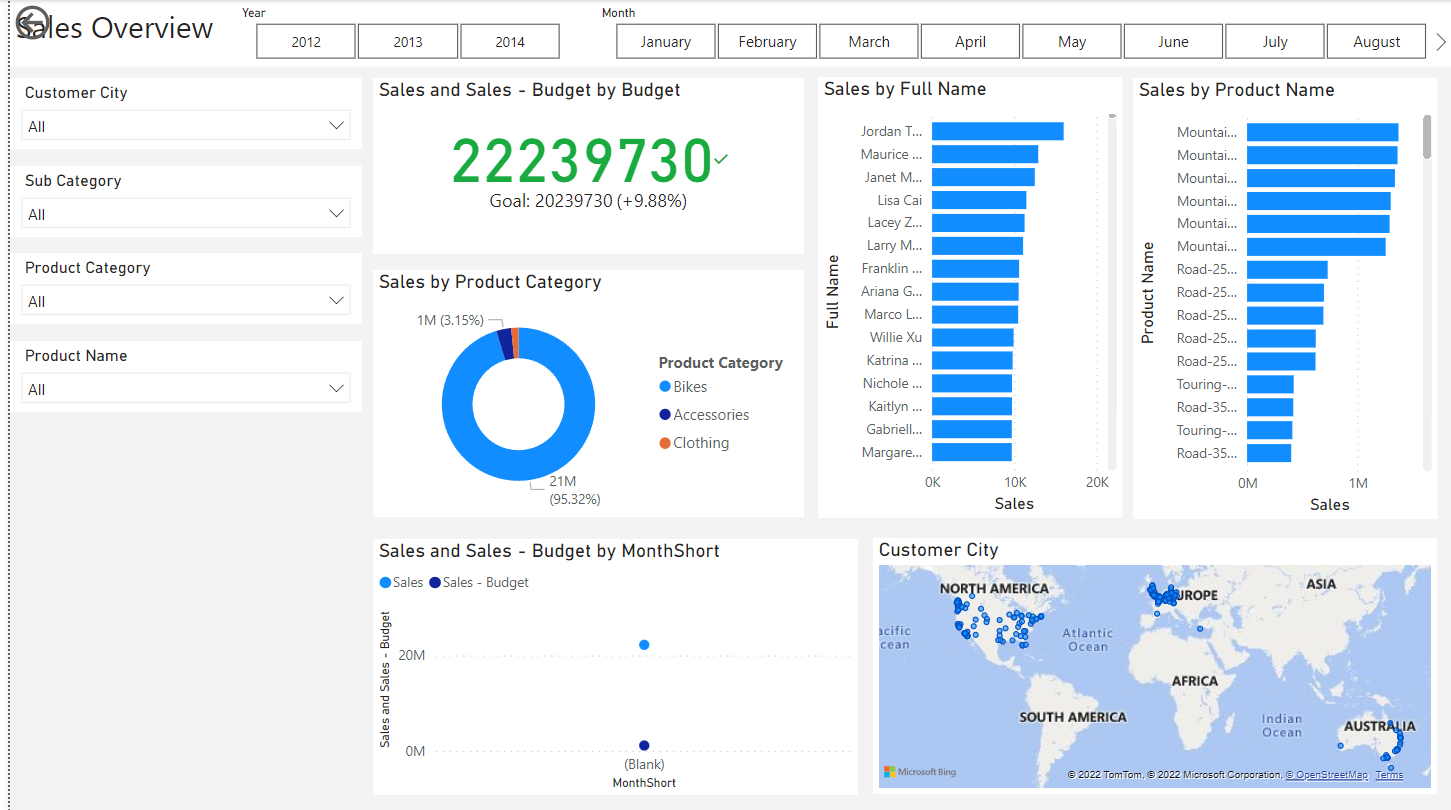 Sales Overview
Year
2012
2013
2014
Month
January
February
March
April
May
June
July
August
Customer City
All
Sub Category
All
Product Category
All
Product Name
All
Sales and Sales - Budget by Budget
22239730
Goal: 20239730 (+9.88%)
Sales by Product Category
1M (3.15%)
21M
(95.32%)
Product Category
Bikes
Accessories
Clothing
Sales by Full Name
Full Name
Jordan T...
Maurice ...
Janet M...
Lisa Cai
Lacey Z...
Larry M...
Franklin ...
Ariana G...
Marco L...
Willie Xu
Katrina ...
Nichole ...
Kaitlyn ...
Gabriell...
Margare...
0K
10K
20K
Sales
Sales by Product Name
Product Name
Mountai...
Mountai...
Mountai...
Mountai...
Mountai...
Mountai...
Road-25...
Road-25...
Road-25...
Road-25...
Road-25...
Touring-...
Road-35...
Touring-...
Road-35...
0M
1M
Sales
Sales and Sales - Budget by MonthShort
Sales
Sales - Budget
Sales and Sales - Budget
20M
0M
(Blank)
MonthShort
Customer City
NORTH AMERICA
EUROPE
ASIA
acific
cean
Atlantic
Ocean
AFRICA
SOUTH AMERICA
Indian
Ocean
AUSTRALIA
Microsoft Bing
© 2022 TomTom, © 2022 Microsoft Corporation, © OpenStreetMap Terms